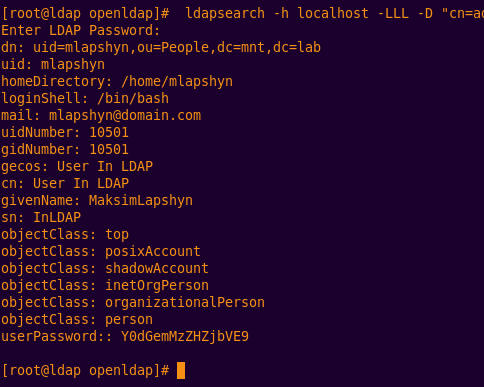 [root@ldap openldap]#  ldapsearch -h localhost -LLL -D "cn=ad
Enter LDAP Password:
dn: uid=mlapshyn,ou=People,dc=mnt,dc=lab
uid: mlapshyn
homeDirectory: /home/mlapshyn
loginShell: /bin/bash
mail: mlapshyn@domain.com
uidNumber: 10501
gidNumber: 10501
gecos: User In LDAP
cn: User In LDAP
givenName: MaksimLapshyn
sn: InLDAP
objectClass: top
objectClass: posixAccount
objectClass: shadowAccount
objectClass: inetOrgPerson
objectClass: organizationalPerson
objectClass: person
userPassword:: Y0dGemMzZHZjbVE9
[root@ldap openldap]#